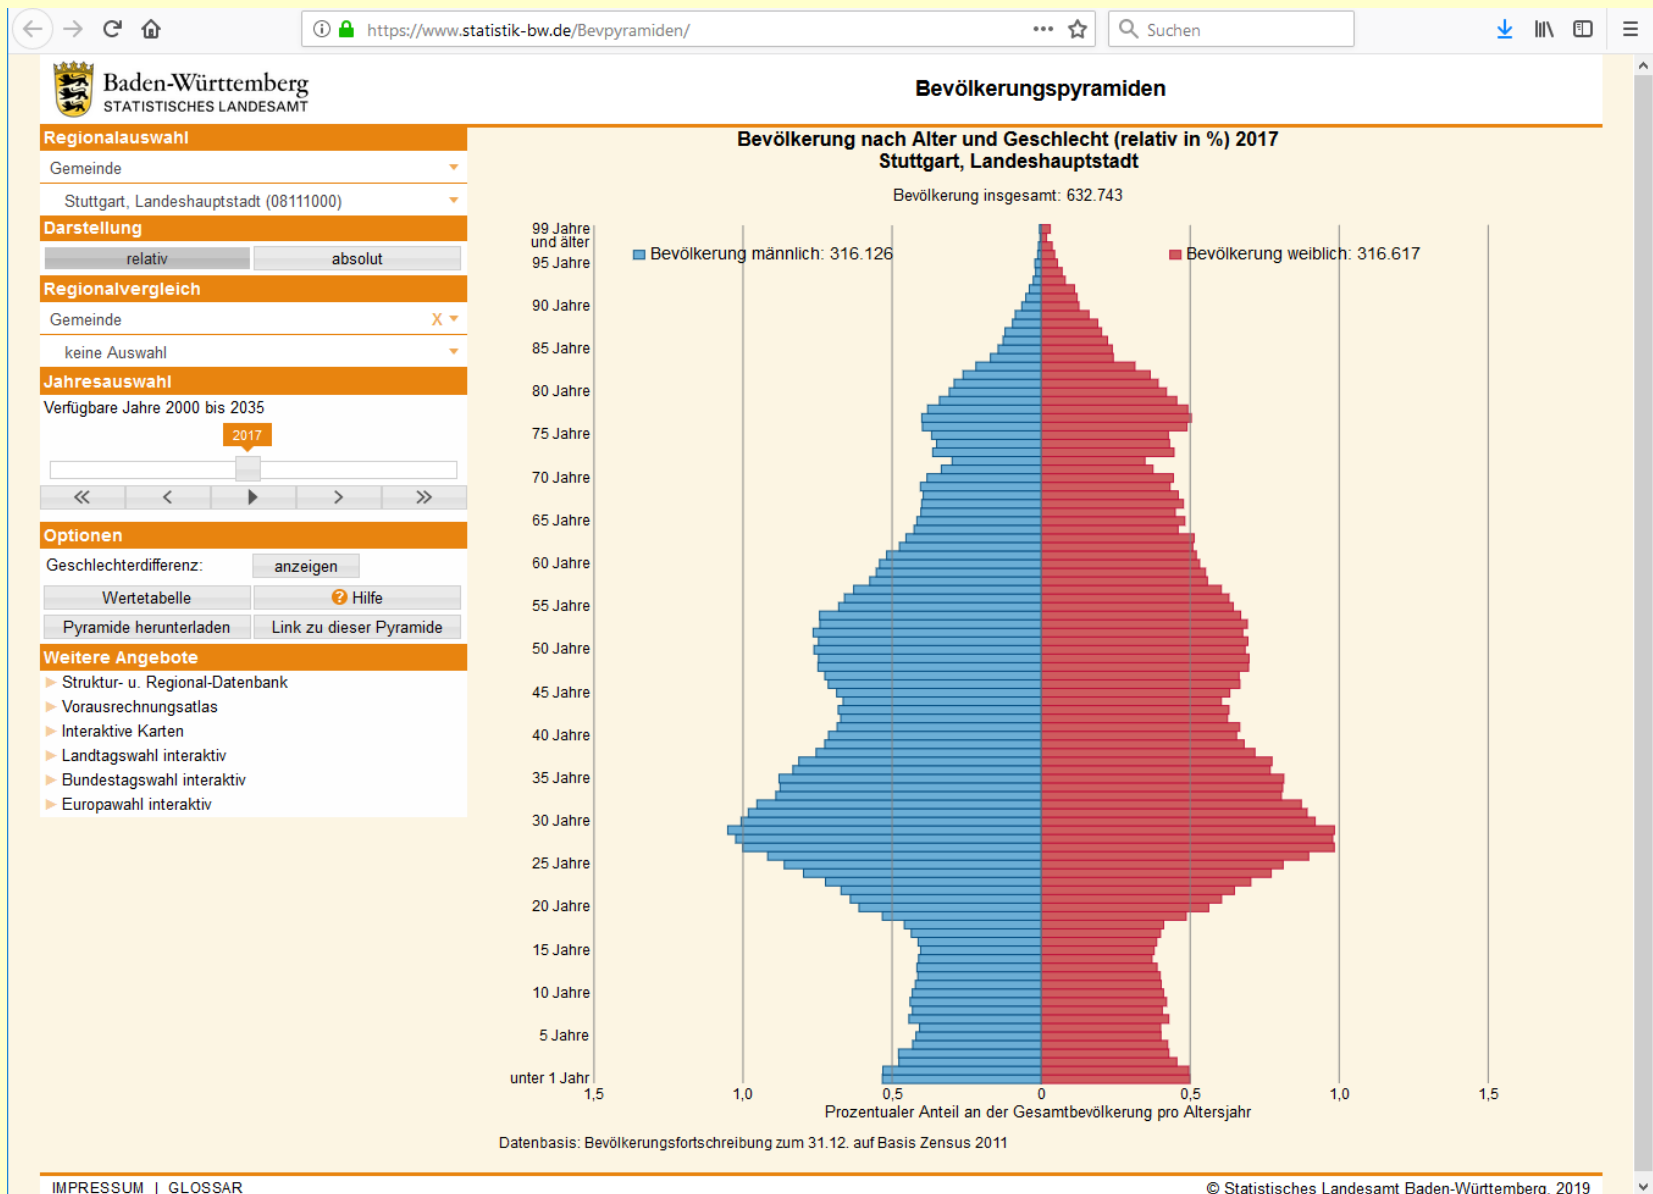 https://www.statistik-bw.de/Bevpyramiden/
Suchen
Baden-Württemberg
STATISTISCHES LANDESAMT
Bevölkerungspyramiden
Regionalauswahl
Gemeinde
Stuttgart, Landeshauptstadt (08111000)
Darstellung
relativ absolut
Regionalvergleich
Gemeinde X
keine Auswahl
Jahresauswahl
Verfügbare Jahre 2000 bis 2035
2017
Optionen
Geschlechterdifferenz: anzeigen
Wertetabelle ? Hilfe
Pyramide herunterladen Link zu dieser Pyramide
Weitere Angebote
Struktur- u. Regional-Datenbank
Vorausrechnungsatlas
Interaktive Karten
Landtagswahl interaktiv
Bundestagswahl interaktiv
Europawahl interaktiv
Bevölkerung nach Alter und Geschlecht (relativ in %) 2017
Stuttgart, Landeshauptstadt
Bevölkerung insgesamt: 632.743
Bevölkerung männlich: 316.126 Bevölkerung weiblich: 316.617
99 Jahre
und älter
95 Jahre
90 Jahre
85 Jahre
80 Jahre
75 Jahre
70 Jahre
65 Jahre
60 Jahre
55 Jahre
50 Jahre
45 Jahre
40 Jahre
35 Jahre
30 Jahre
25 Jahre
20 Jahre
15 Jahre
10 Jahre
5 Jahre
unter 1 Jahr
1,5 1,0 0,5 0 0,5 1,0 1,5
Prozentualer Anteil an der Gesamtbevölkerung pro Altersjahr
Datenbasis: Bevölkerungsfortschreibung zum 31.12. auf Basis Zensus 2011
IMPRESSUM | GLOSSAR
© Statistisches Landesamt Baden-Württemberg, 2019